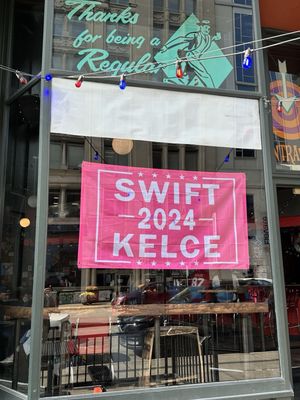 Thanks
for being a
Regular
SWIFT
2024
KELCE